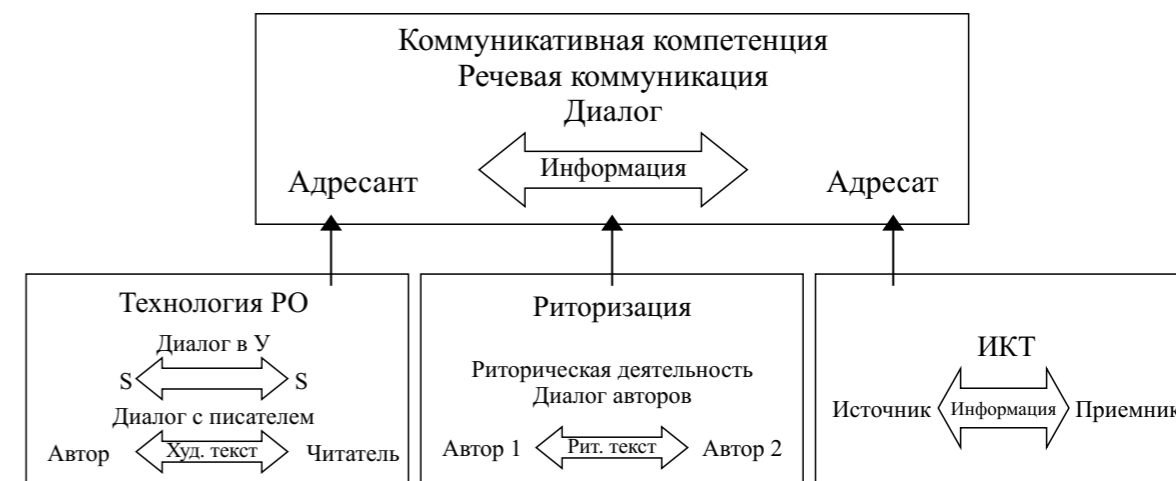 Коммуникативная компетенция
Речевая коммуникация
Диалог
Адресант Информация Адресат
Технология РО
Диалог в У
S S
Диалог с писателем
Автор Худ. текст Читатель
Риторизация
Риторическая деятельность
Диалог авторов
Автор 1 Рит. текст Автор 2
ИКТ
Источник Информация Приемник